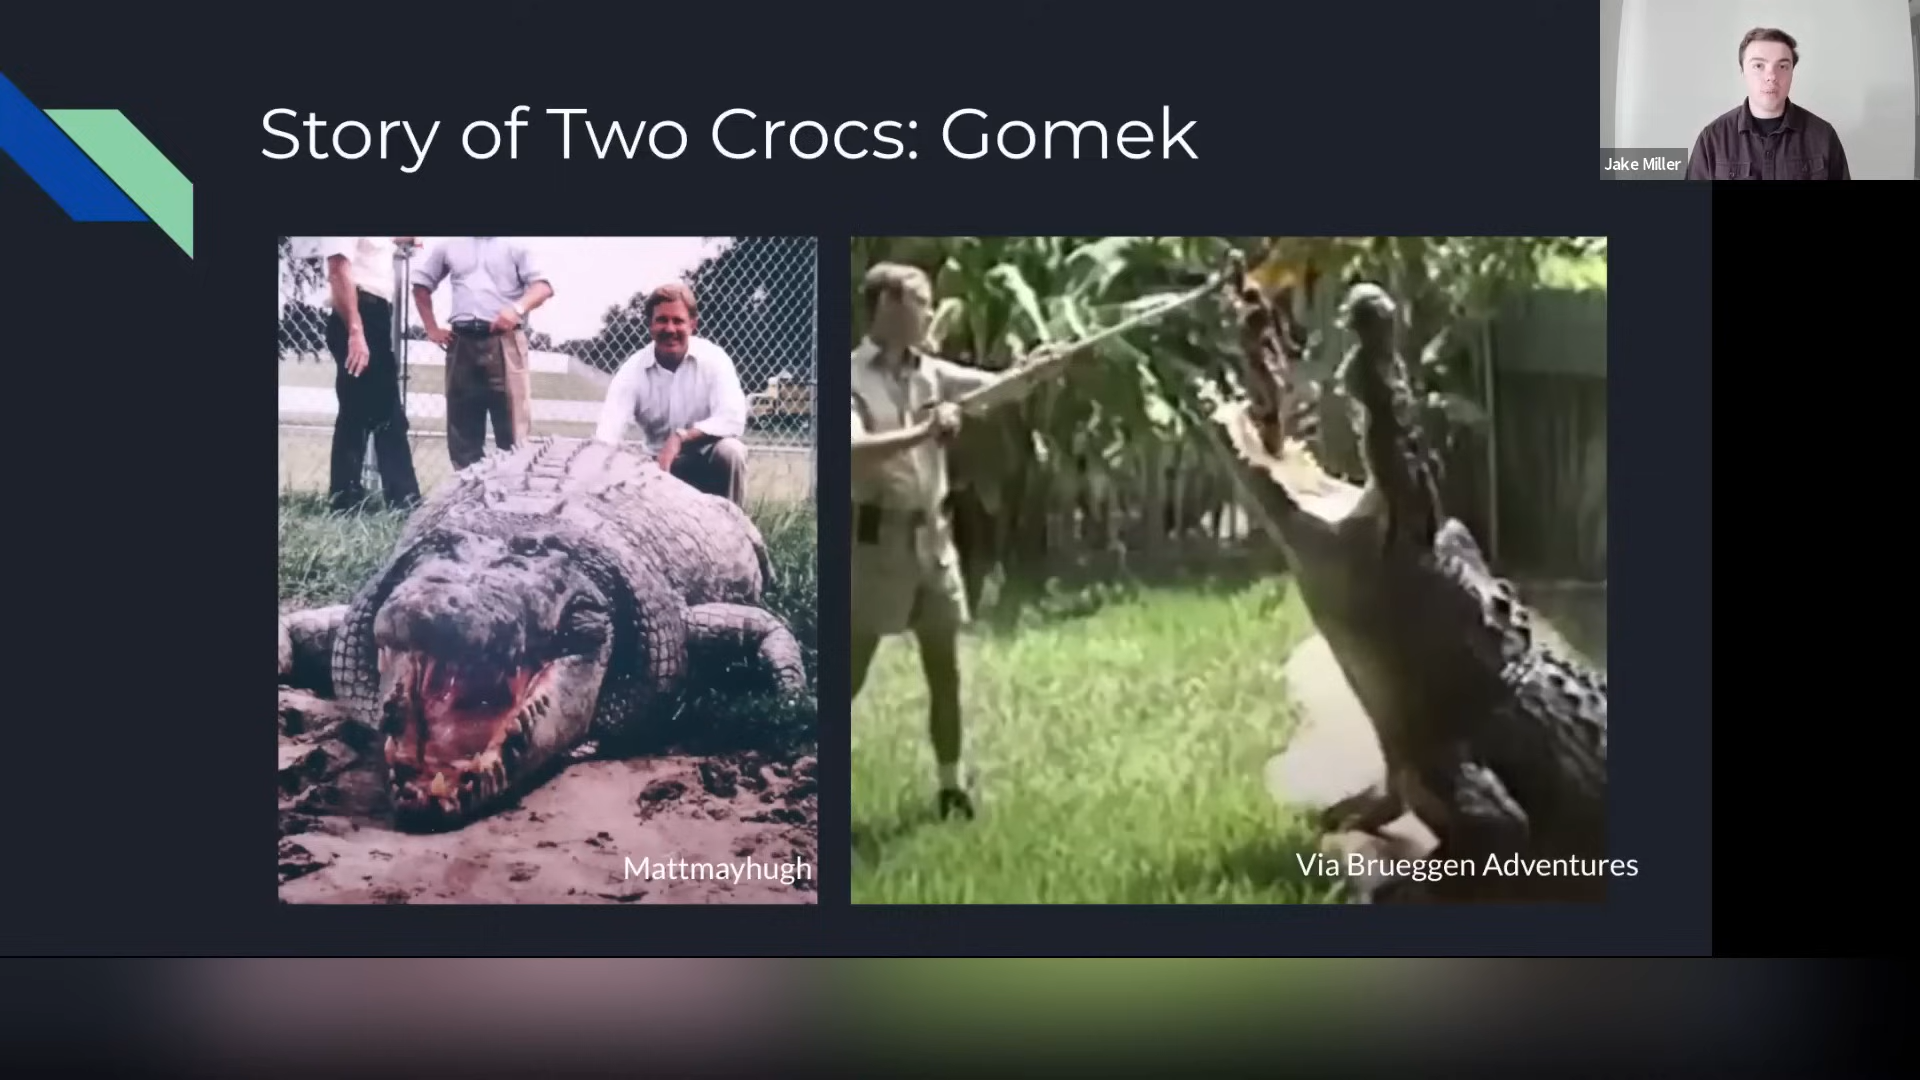 Story of Two Crocs: Gomek
Jake Miller
Mattmayhugh
Via Brueggen Adventures